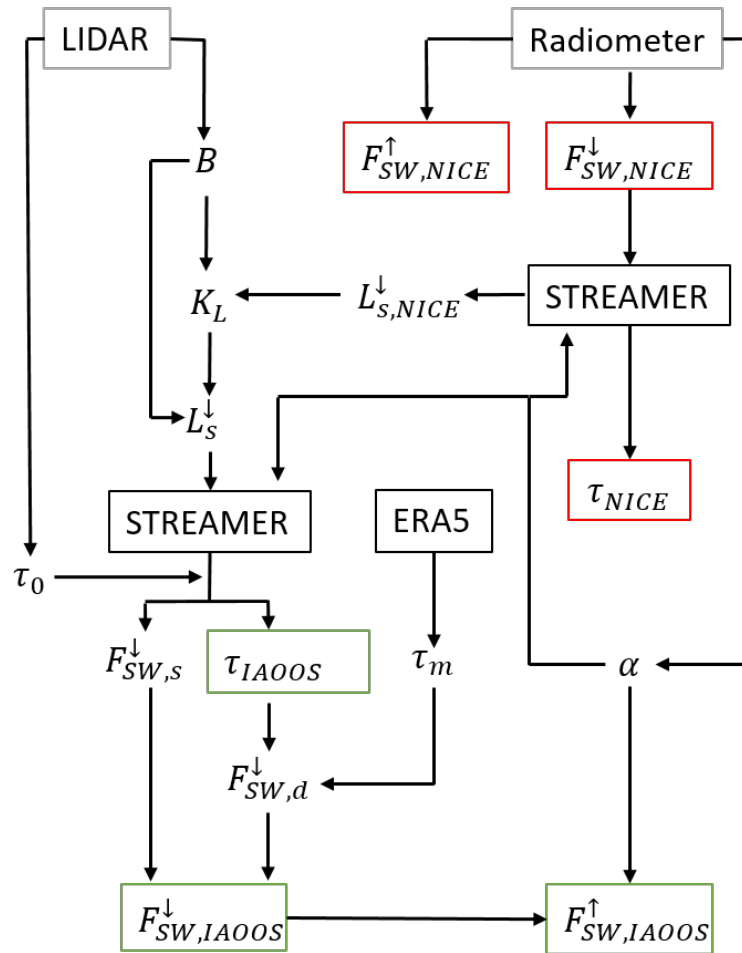 LIDAR
Radiometer
F↑SW,NICE
F↓SW,NICE
B
STREAMER
KL
L↓s,NICE
L↓s
τNICE
STREAMER
ERA5
τ0
F↓SW,s
τIAOOS
τm
α
F↓SW,d
F↓SW,IAOOS
F↑SW,IAOOS